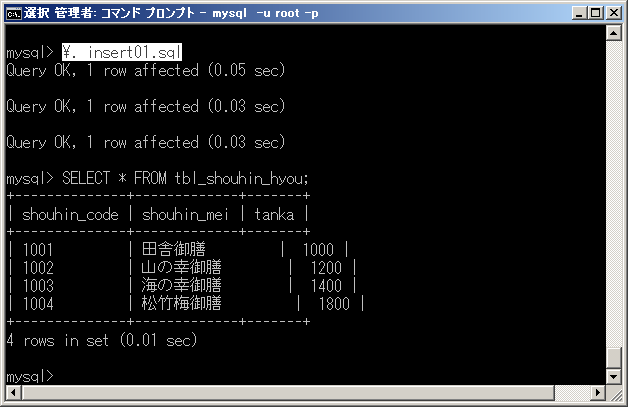 選択 管理者: コマンド プロンプト - mysql  -u root -p
mysql> ¥. insert01.sql
Query OK, 1 row affected (0.05 sec)
Query OK, 1 row affected (0.03 sec)
Query OK, 1 row affected (0.03 sec)
mysql> SELECT * FROM tbl_shouhin_hyou;
+--------------+-------------+-------+
| shouhin_code | shouhin_mei | tanka |
+--------------+-------------+-------+
| 1001         | 田舎御膳         |  1000 |
| 1002         | 山の幸御膳        |  1200 |
| 1003         | 海の幸御膳        |  1400 |
| 1004         | 松竹梅御膳         |  1800 |
+--------------+-------------+-------+
4 rows in set (0.01 sec)
mysql>